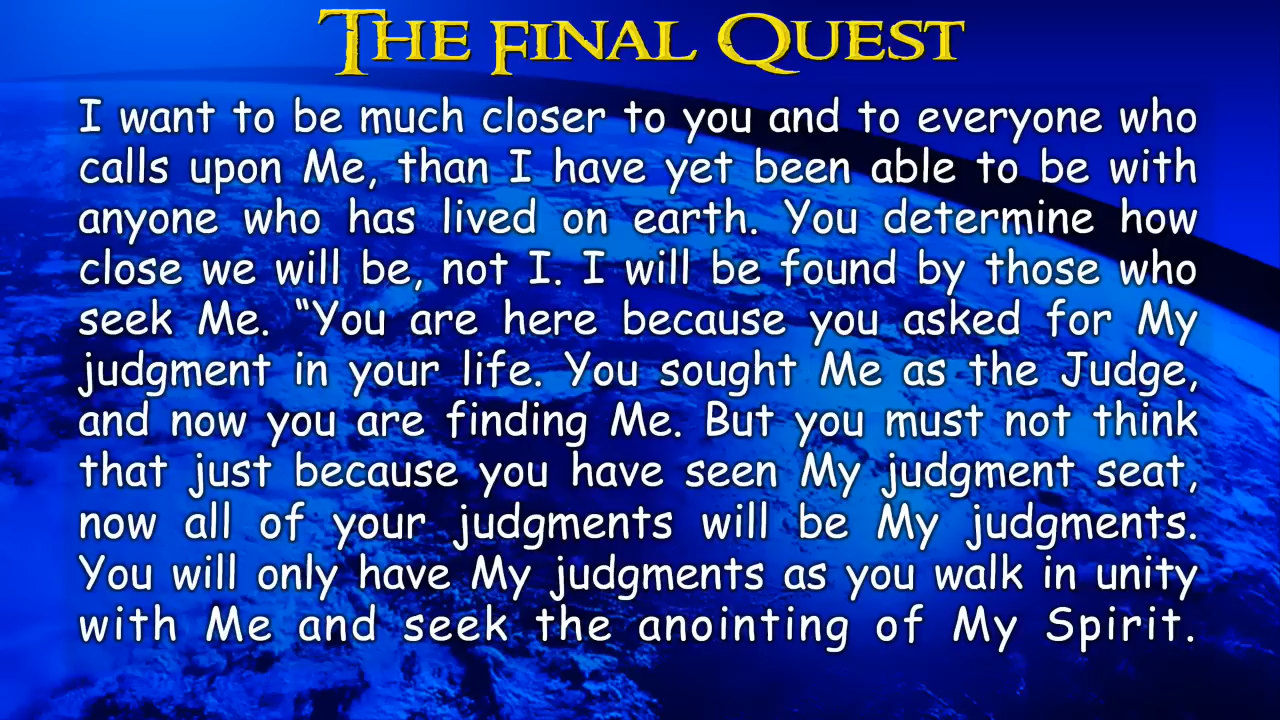 The Final Quest
I want to be much closer to you and to everyone who
calls upon Me, than I have yet been able to be with
anyone who has lived on earth. You determine how
close we will be, not I. I will be found by those who
seek Me. “You are here because you asked for My
judgment in your life. You sought Me as the Judge,
and now you are finding Me. But you must not think
that just because you have seen My judgment seat,
now all of your judgments will be My judgments.
You will only have My judgments as you walk in unity
with Me and seek the anointing of My Spirit.